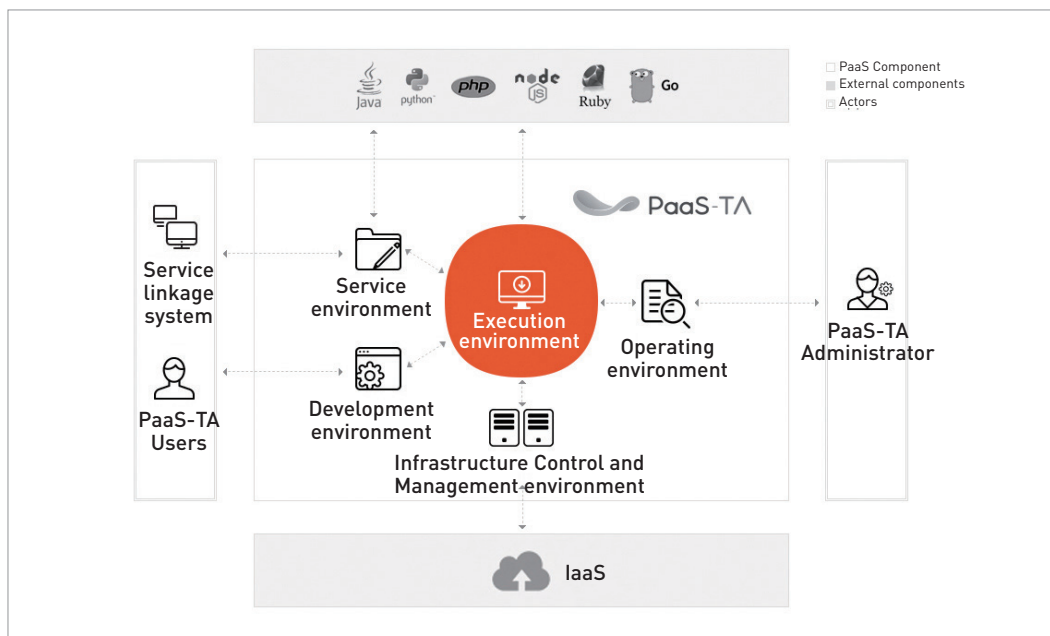 Java
python
php
node
JS
Ruby
Go
PaaS Component
External components
Actors
PaaS-TA
Service
linkage
system
PaaS-TA
Users
Service
environment
Development
environment
Execution
environment
Operating
environment
Infrastructure Control and
Management environment
PaaS-TA
Administrator
IaaS